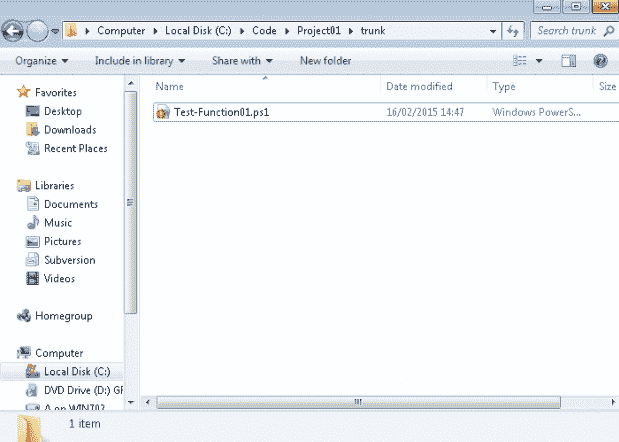 Computer Local Disk (C:) Code Project01 trunk Search trunk
Organize Include in library Share with New folder
Favorites
Desktop
Downloads
Recent Places
Libraries
Documents
Music
Pictures
Subversion
Videos
Homegroup
Computer
Local Disk (C:)
DVD Drive (D:) GF
Name Date modified Type Size
Test-Function01.ps1 16/02/2015 14:47 Windows PowerS...
1 item